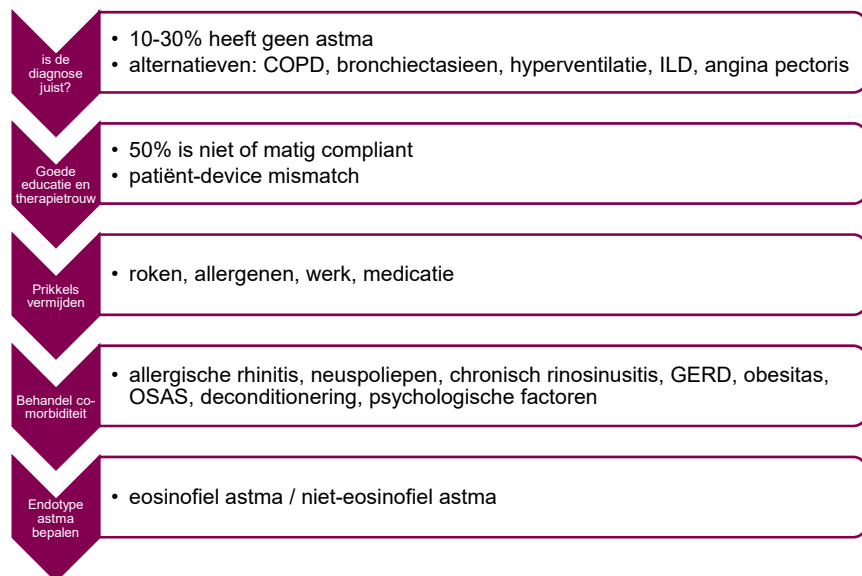 is de
diagnose
juist?
• 10-30% heeft geen astma
• alternatieven: COPD, bronchiectasieen, hyperventilatie, ILD, angina pectoris
Goede
educatie en
therapietrouw
• 50% is niet of matig compliant
• patiënt-device mismatch
Prikkels
vermijden
• roken, allergenen, werk, medicatie
Behandel co-
morbiditeit
• allergische rhinitis, neuspoliepen, chronisch rinosinusitis, GERD, obesitas,
OSAS, deconditionering, psychologische factoren
Endotype
astma
bepalen
• eosinofiel astma / niet-eosinofiel astma